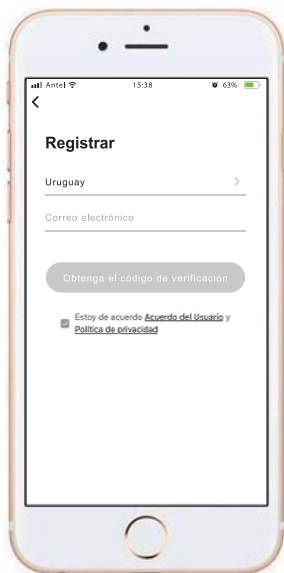 Antel 15:38 63%
Registrar
Uruguay
Correo electrónico
Obtenga el código de verificación
Estoy de acuerdo Acuerdo del Usuario y
Política de privacidad